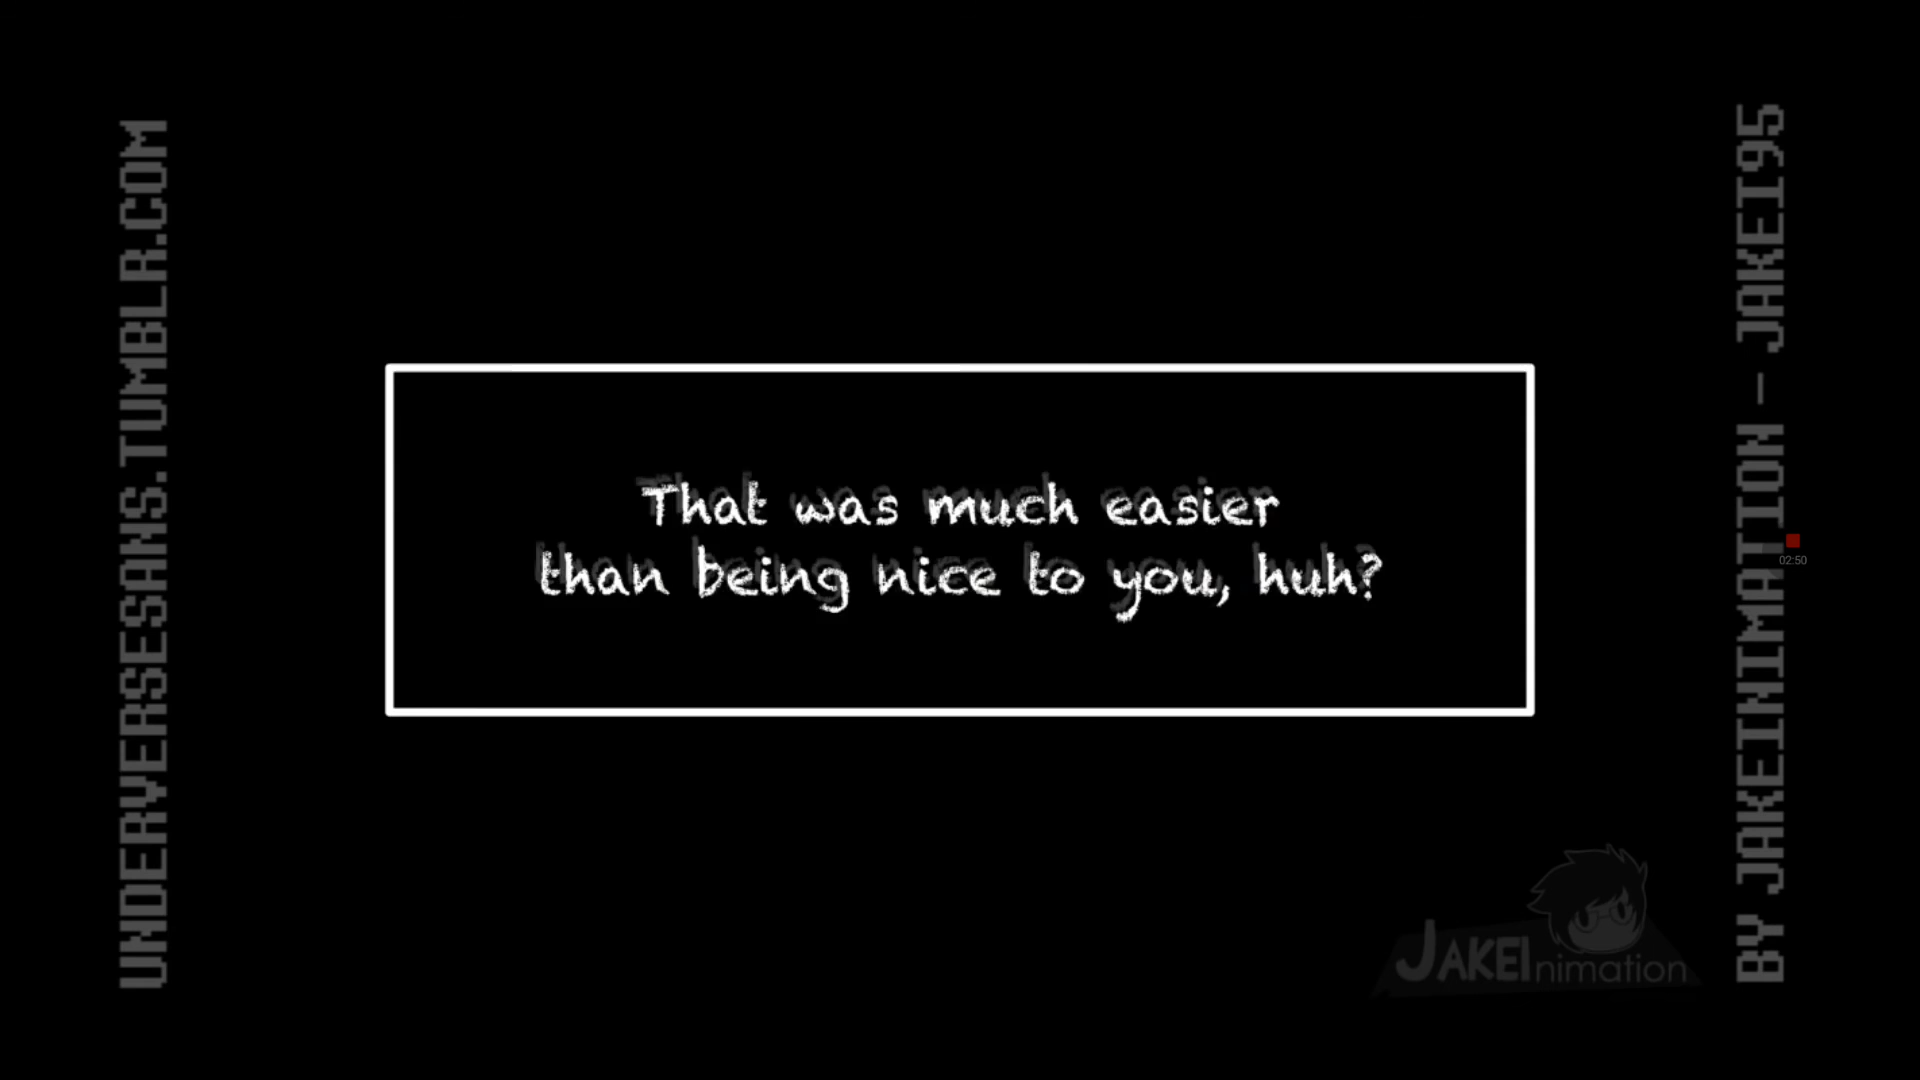 UNDERVERSESANS.TUMBLR.COM
That was much easier
than being nice to you, huh?
BY JAKEINIMATION - JAKEI95
02:50
JAKEInimation